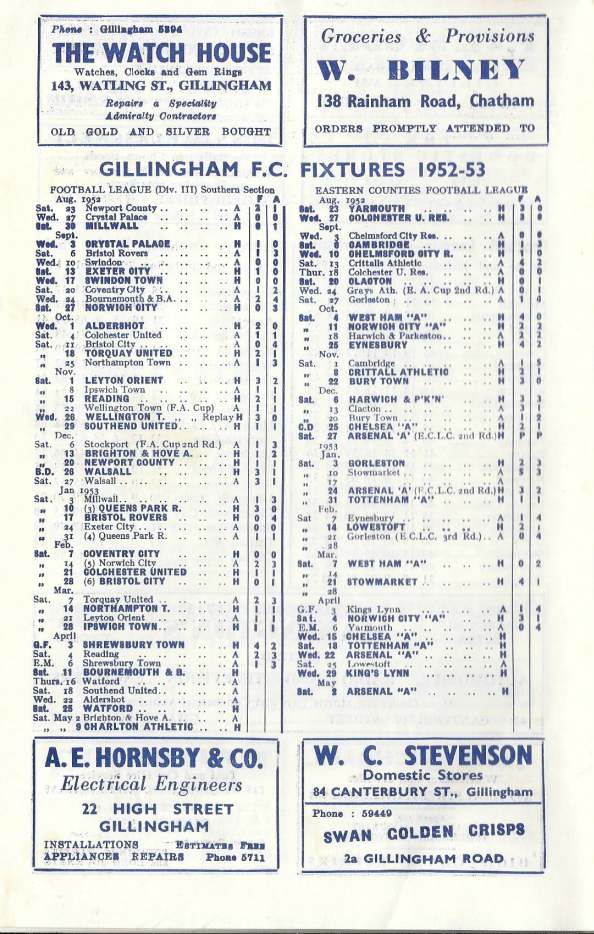 Phone : Gillingham 5394
THE WATCH HOUSE
Watches, Clocks and Gem Rings
143, WATLING ST., GILLINGHAM
Repairs a Speciality
Admiralty Contractors
OLD GOLD AND SILVER BOUGHT
Groceries & Provisions
W. BILNEY
138 Rainham Road, Chatham
ORDERS PROMPTLY ATTENDED TO
GILLINGHAM F.C. FIXTURES 1952-53
FOOTBALL LEAGUE (Div. III) Southern Section
Aug. 1952 F A
Sat. 23 Newport County .. .. .. A 2 1
Wed. 27 Crystal Palace .. .. .. A 0 0
Sat. 30 MILLWALL .. .. .. H 0 1
Sept.
Wed. 3 CRYSTAL PALACE .. .. H 1 0
Sat. 6 Bristol Rovers .. .. .. A 1 3
Wed. 10 Swindon .. .. .. A 0 0
Sat. 13 EXETER CITY .. .. .. H 1 0
Wed. 17 SWINDON TOWN .. .. H 0 0
Sat. 20 Coventry City .. .. .. A 1 2
Wed. 24 Bournemouth & B.A. .. .. A 2 4
Sat. 27 NORWICH CITY .. .. H 0 3
Oct.
Wed. 1 ALDERSHOT .. .. .. H 2 0
Sat. 4 Colchester United .. .. A 1 1
„ 11 Bristol City .. .. .. A 0 4
„ 18 TORQUAY UNITED .. .. H 2 1
„ 25 Northampton Town .. .. A 1 3
Nov.
Sat. 1 LEYTON ORIENT .. .. H 3 2
„ 8 Ipswich Town .. .. .. A 1 1
„ 15 READING .. .. .. H 2 1
„ 22 Wellington Town (F.A. Cup) A 1 1
Wed. 26 WELLINGTON T. .. „ Replay H 3 0
„ 29 SOUTHEND UNITED .. .. H 1 1
Dec.
Sat. 6 Stockport (F.A. Cup 2nd Rd.) A 1 3
„ 13 BRIGHTON & HOVE A. .. .. H 1 2
„ 20 NEWPORT COUNTY .. .. H 1 1
B.D. 26 WALSALL .. .. .. H 3 1
Sat. 27 Walsall .. .. .. A 3 1
Jan 1953
Sat. 3 Millwall .. .. .. A 1 3
„ 10 (3) QUEENS PARK R. .. .. H 3 0
„ 17 BRISTOL ROVERS .. .. H 0 4
„ 24 Exeter City .. .. .. A 0 0
„ 31 (4) Queens Park R. .. .. A 1 1
Feb.
Sat. 7 COVENTRY CITY .. .. H 0 0
„ 14 (5) Norwich City .. .. A 2 3
„ 21 COLCHESTER UNITED .. .. H 1 1
„ 28 (6) BRISTOL CITY .. .. H 0 1
Mar.
Sat. 7 Torquay United .. .. .. A 2 3
„ 14 NORTHAMPTON T. .. .. H 1 1
„ 21 Leyton Orient .. .. .. A 1 1
„ 28 IPSWICH TOWN .. .. .. H 1 1
April
G.F. 3 SHREWSBURY TOWN .. .. H 4 2
Sat. 4 Reading .. .. .. A 2 3
E.M. 6 Shrewsbury Town .. .. A 1 3
Sat. 11 BOURNEMOUTH & B. .. .. H
Thurs. 16 Watford .. .. .. A
Sat. 18 Southend United .. .. A
Wed. 22 Aldershot .. .. .. A
Sat. 25 WATFORD .. .. .. H
Sat. May 2 Brighton & Hove A. .. .. A
„ „ 9 CHARLTON ATHLETIC .. .. H
EASTERN COUNTIES FOOTBALL LEAGUE
Aug. 1952 F A
Sat. 23 YARMOUTH .. .. .. H 3 0
Wed. 27 COLCHESTER U. RES. .. .. H 3 0
Sept.
Wed. 3 Chelmsford City Res. .. .. A 0 0
Sat. 6 CAMBRIDGE .. .. .. H 1 3
Wed. 10 CHELMSFORD CITY R. .. H 1 0
Sat. 13 Crittalls Athletic .. .. A 4 2
Thur. 18 Colchester U. Res. .. .. A 0 0
Sat. 20 CLACTON .. .. .. H 0 1
Wed. 24 Grays Ath. (E. A. Cup 2nd Rd.) A 0 1
Sat. 27 Gorleston .. .. .. A 1 4
Oct.
Sat. 4 WEST HAM "A" .. .. .. H 4 0
„ 11 NORWICH CITY "A" .. .. H 2 2
„ 18 Harwich & Parkeston .. .. A 2 2
„ 25 EYNESBURY .. .. .. H 4 2
Nov.
Sat. 1 Cambridge .. .. .. A 1 5
„ 8 CRITTALL ATHLETIC .. .. H 2 1
„ 22 BURY TOWN .. .. .. H 3 0
Dec.
Sat. 6 HARWICH & P'K'N' .. .. H 3 3
„ 13 Clacton .. .. .. A 3 1
„ 20 Bury Town .. .. .. A 1 2
C.D 25 CHELSEA "A" .. .. .. H 2 1
Sat. 27 ARSENAL 'A' (E.C.L.C. 2nd Rd.) H P P
1953
Jan.
Sat. 3 GORLESTON .. .. .. H 2 3
„ 10 Stowmarket .. .. .. A 5 3
„ 17
„ 24 ARSENAL 'A' (E.C.L.C. 2nd Rd.) H 3 2
„ 31 TOTTENHAM "A" .. .. H 1 1
Feb.
Sat 7 Eynesbury .. .. .. A 1 4
„ 14 LOWESTOFT .. .. .. H 2 1
„ 21 Gorleston (E.C.L.C. 3rd Rd.) .. A 0 4
„ 28
Mar.
Sat. 7 WEST HAM "A" .. .. H 0 2
„ 14
„ 21 STOWMARKET .. .. .. H 4 1
„ 28
April
G.F. 3 Kings Lynn .. .. .. A 1 4
Sat. 4 NORWICH CITY "A" .. .. H 3 1
E.M. 6 Yarmouth .. .. .. A 0 4
Wed. 15 CHELSEA "A" .. .. .. H
Sat. 18 TOTTENHAM "A" .. .. H
Wed. 22 ARSENAL "A" .. .. .. H
Sat. 25 Lowestoft .. .. .. A
Wed. 29 KING'S LYNN .. .. .. H
May
Sat. 2 ARSENAL "A" .. .. .. H
A. E. HORNSBY & CO.
Electrical Engineers
22 HIGH STREET
GILLINGHAM
INSTALLATIONS ESTIMATES FREE
APPLIANCES REPAIRS Phone 5711
W. C. STEVENSON
Domestic Stores
84 CANTERBURY ST., Gillingham
Phone : 59449
SWAN GOLDEN CRISPS
2a GILLINGHAM ROAD